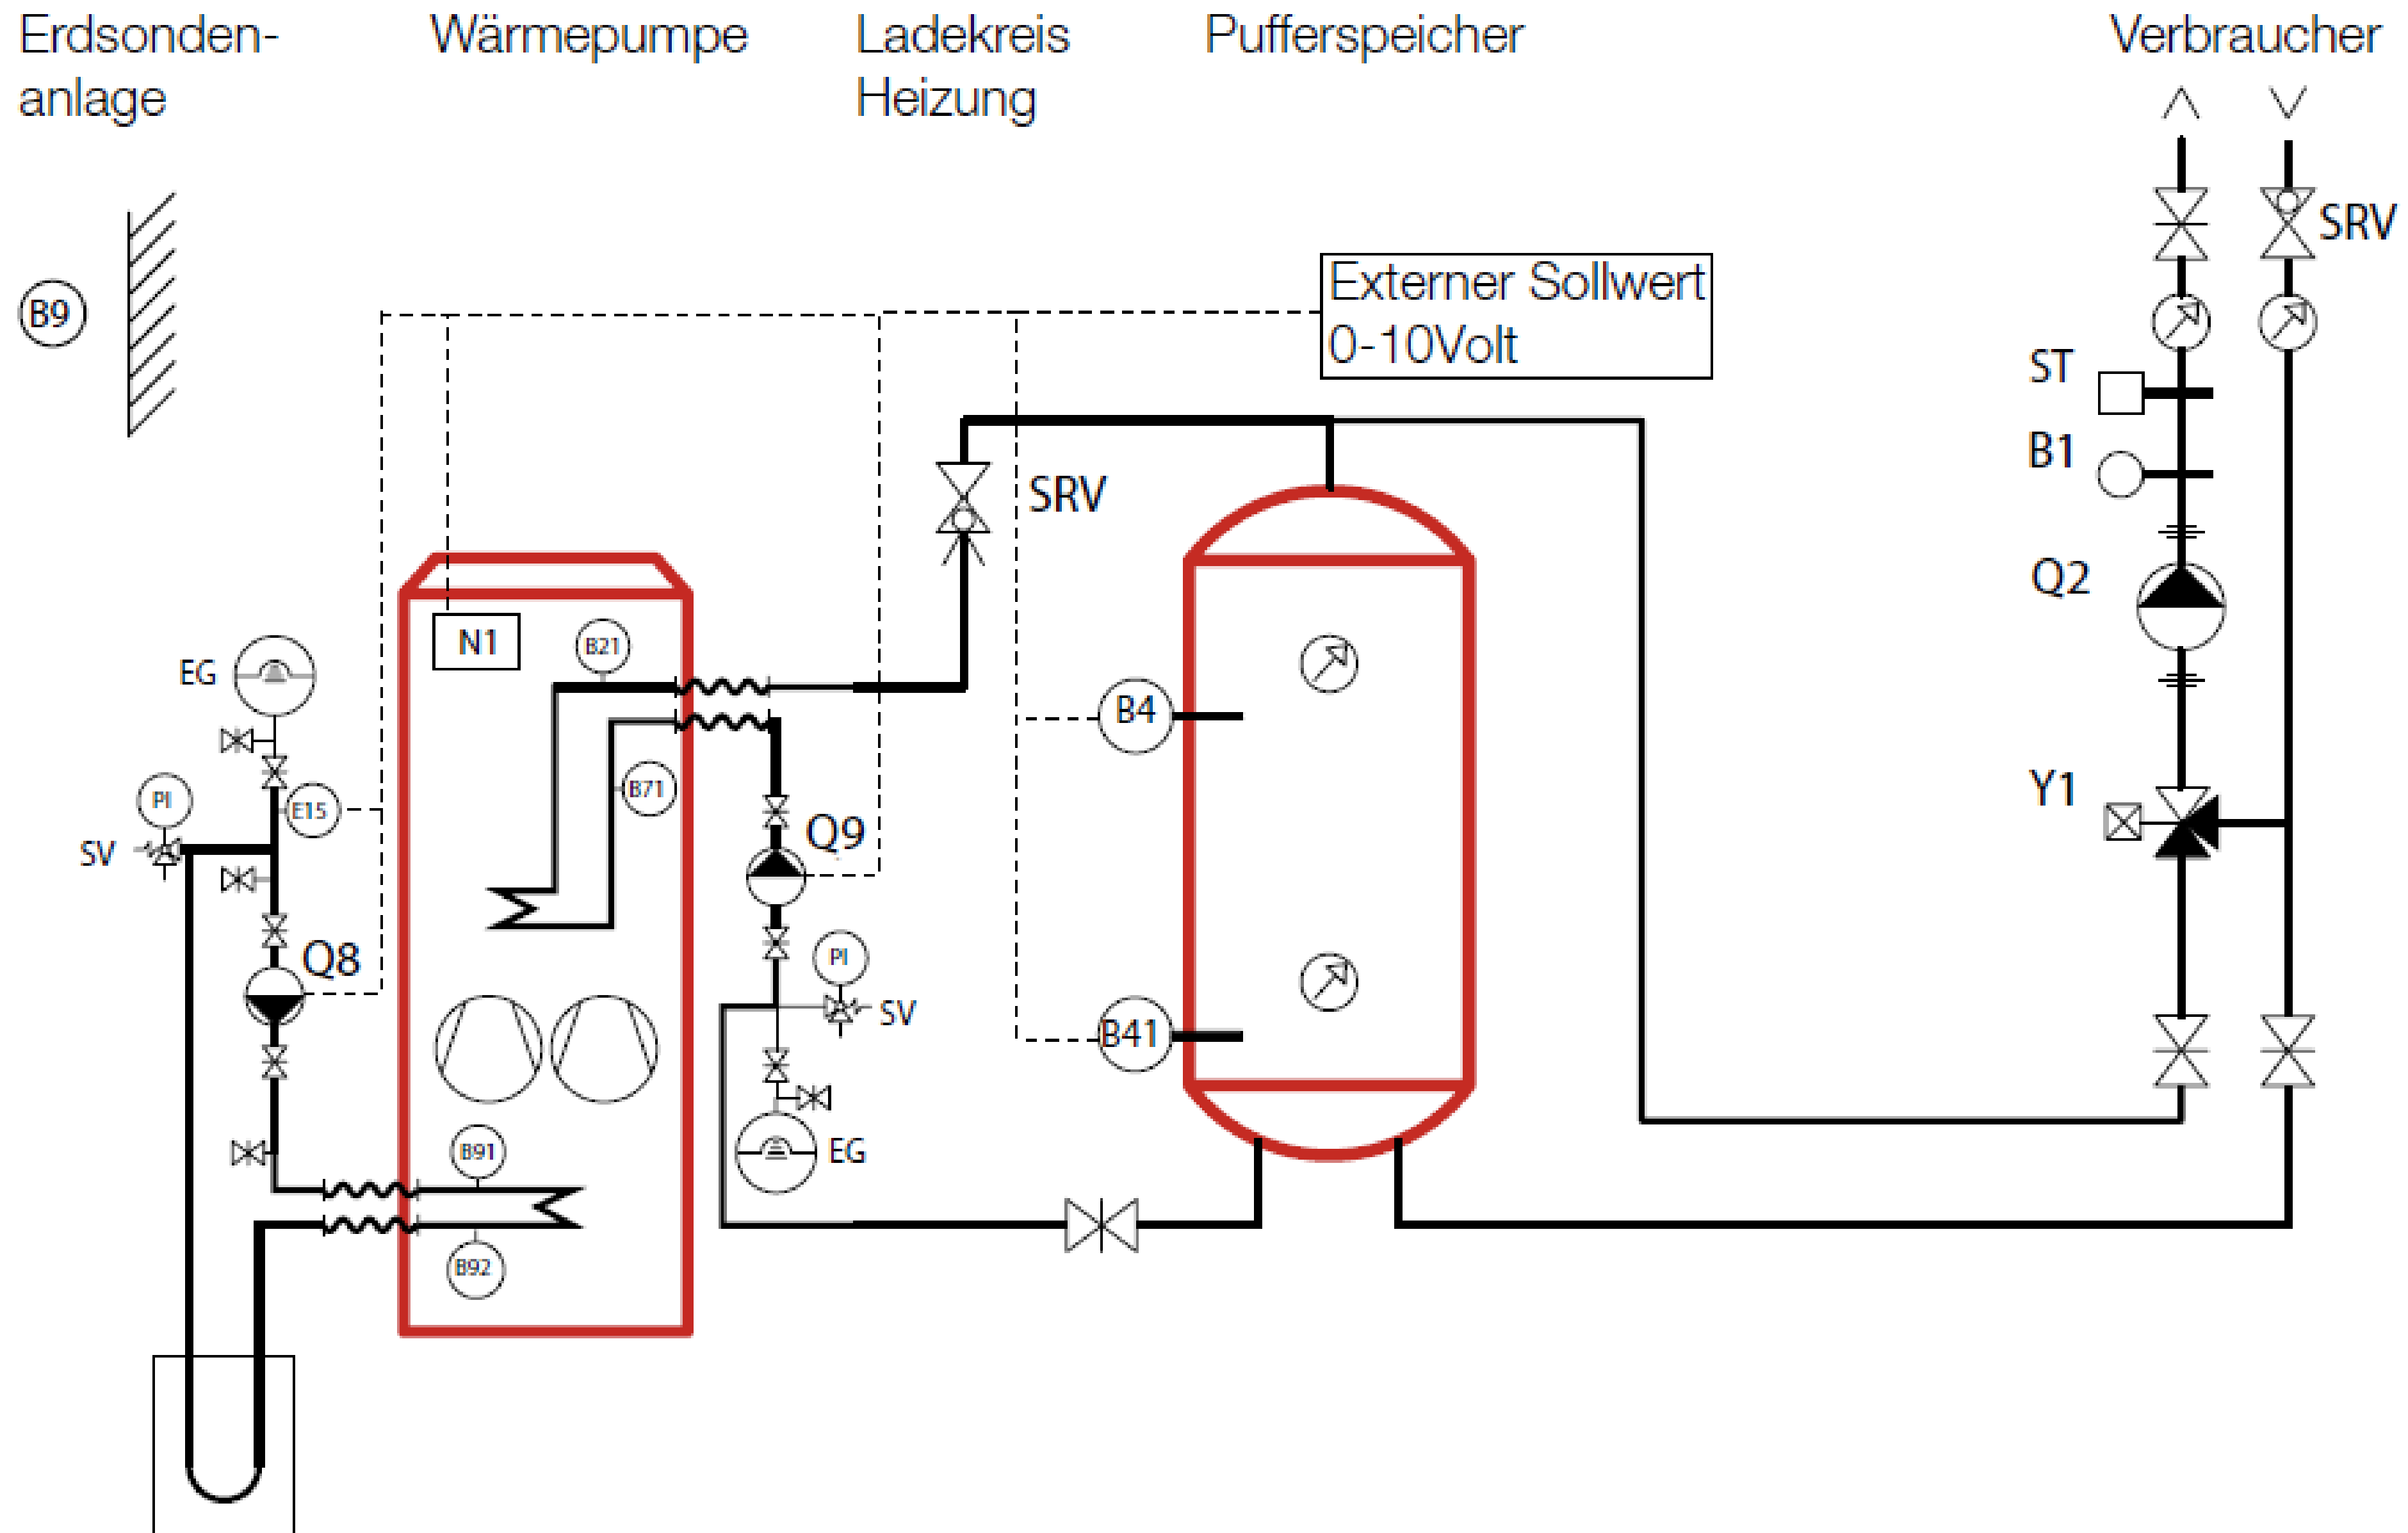 Erdsonden-
anlage
Wärmepumpe
Ladekreis
Heizung
Pufferspeicher
Verbraucher
SRV
B9
Externer Sollwert
0-10Volt
ST
B1
SRV
Q2
N1
B21
EG
B4
Y1
B71
PI
E15
Q9
SV
Q8
PI
SV
B41
B91
EG
B92